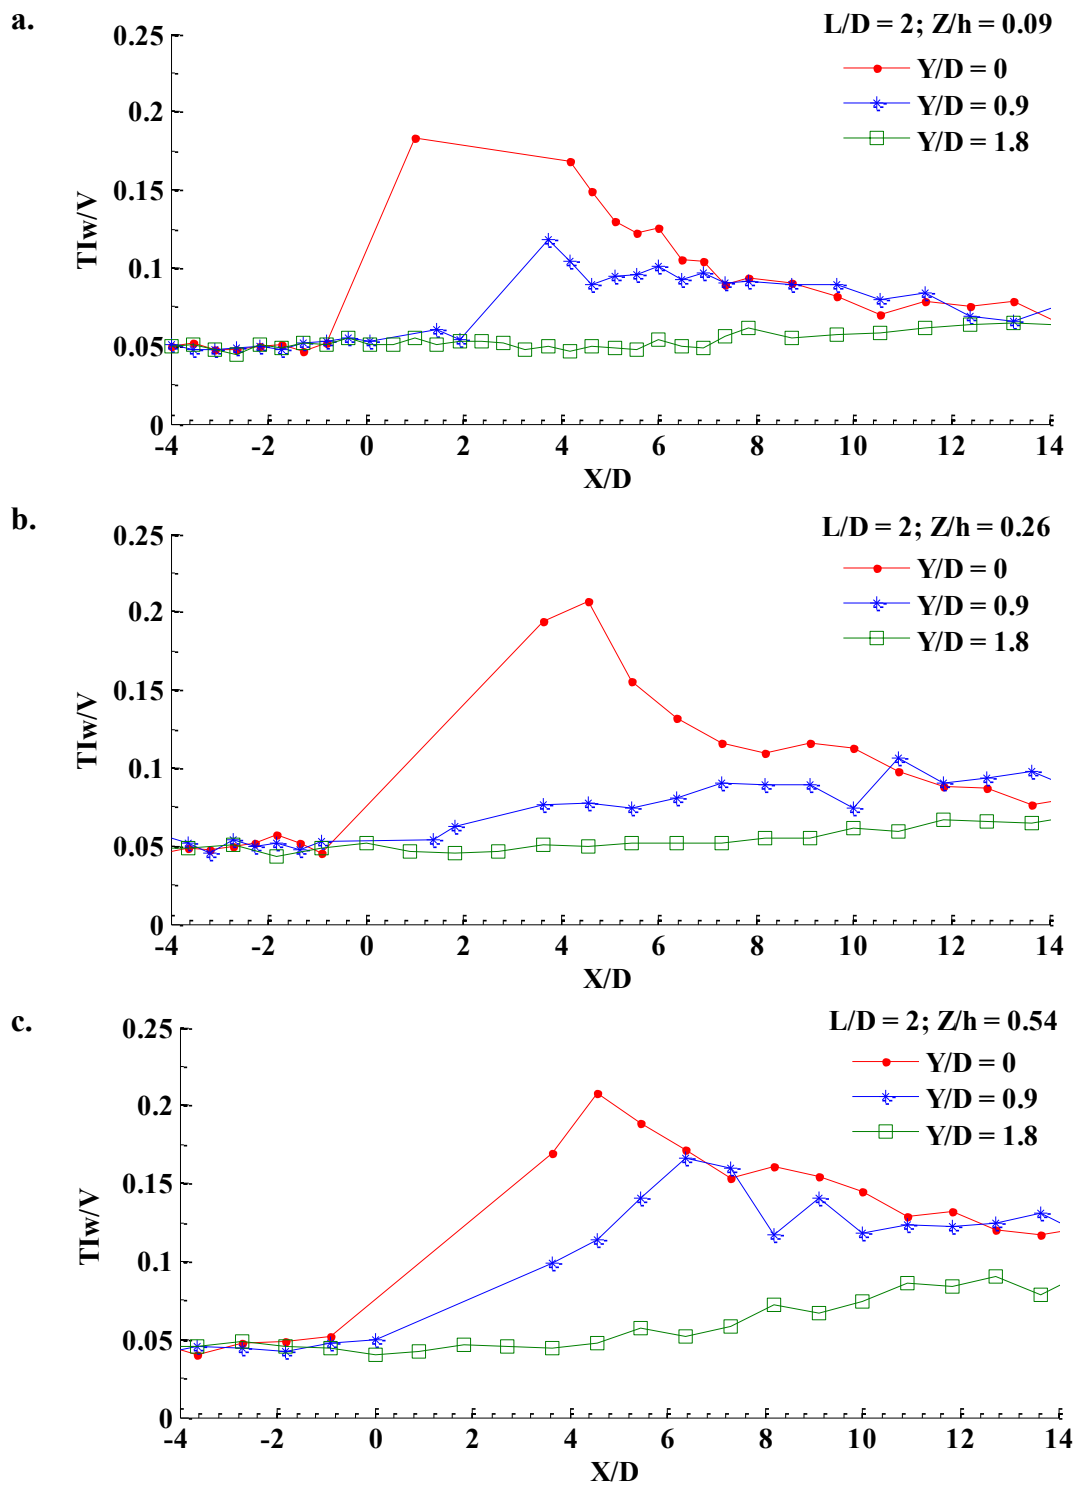 a.
L/D = 2; Z/h = 0.09
Y/D = 0
Y/D = 0.9
Y/D = 1.8
TIw/V
0.25
0.2
0.15
0.1
0.05
0
-4 -2 0 2 4 6 8 10 12 14
X/D
b.
L/D = 2; Z/h = 0.26
Y/D = 0
Y/D = 0.9
Y/D = 1.8
TIw/V
0.25
0.2
0.15
0.1
0.05
0
-4 -2 0 2 4 6 8 10 12 14
X/D
c.
L/D = 2; Z/h = 0.54
Y/D = 0
Y/D = 0.9
Y/D = 1.8
TIw/V
0.25
0.2
0.15
0.1
0.05
0
-4 -2 0 2 4 6 8 10 12 14
X/D